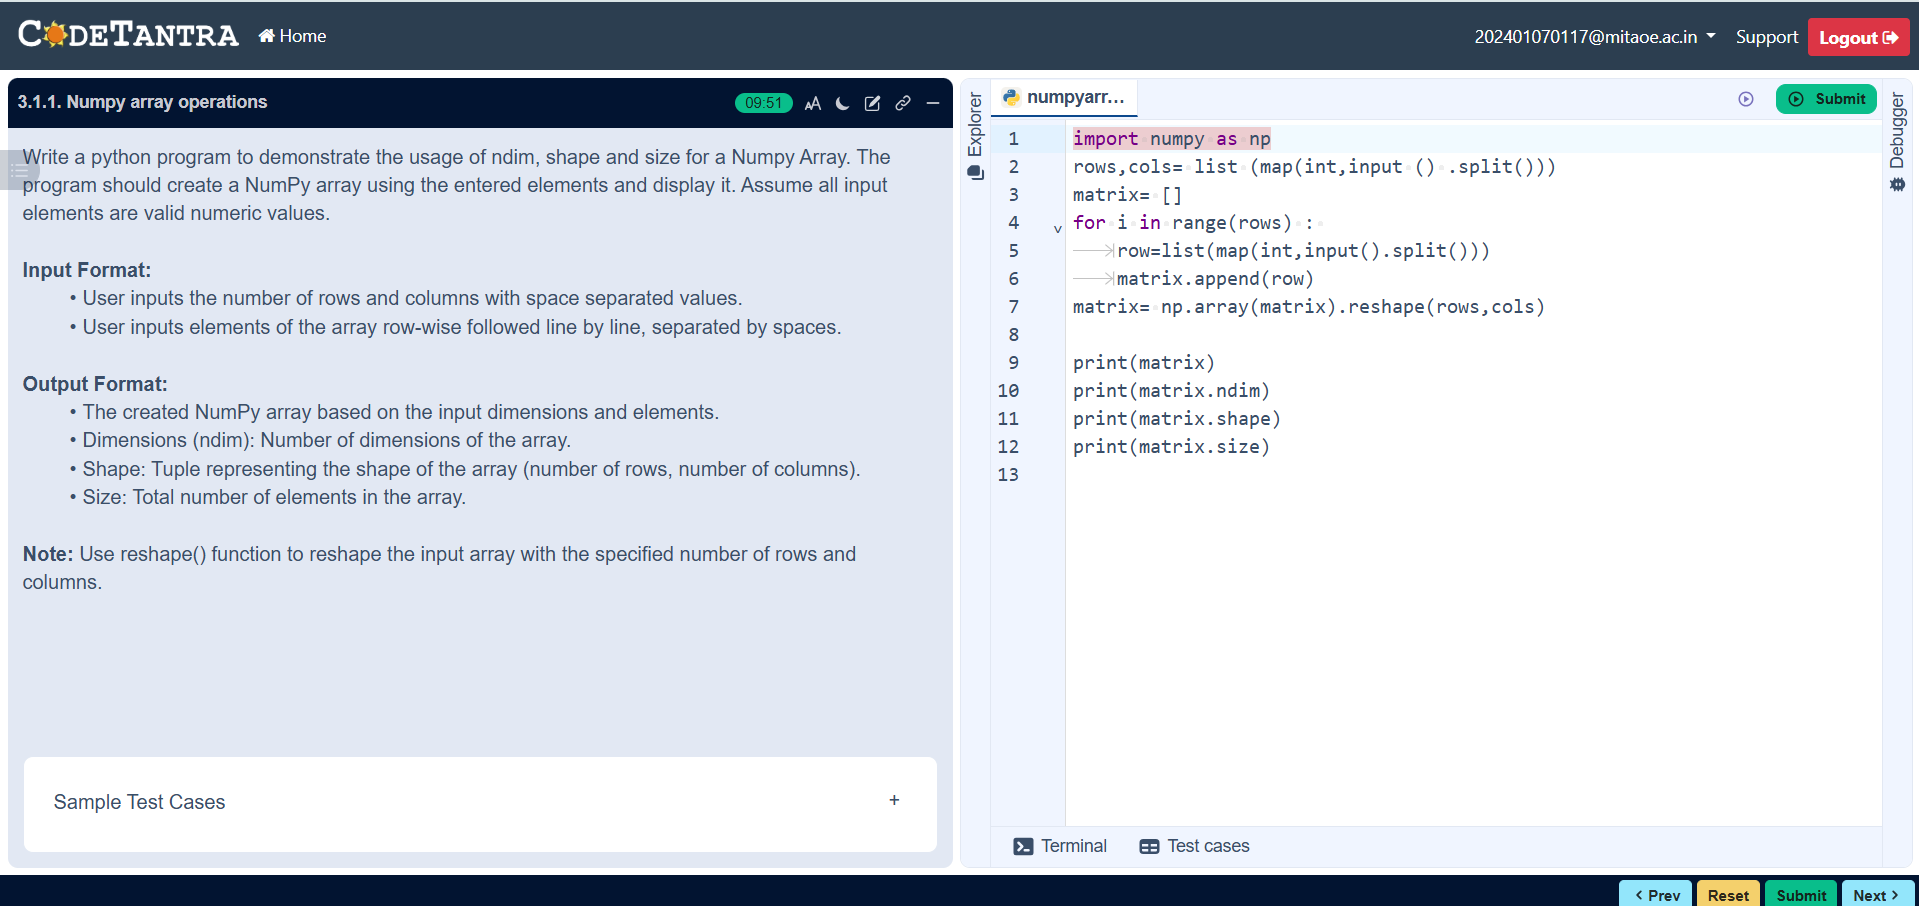 CODETANTRA Home 202401070117@mitaoe.ac.in Support Logout
3.1.1. Numpy array operations 09:51 AA
Write a python program to demonstrate the usage of ndim, shape and size for a Numpy Array. The
program should create a NumPy array using the entered elements and display it. Assume all input
elements are valid numeric values.
Input Format:
• User inputs the number of rows and columns with space separated values.
• User inputs elements of the array row-wise followed line by line, separated by spaces.
Output Format:
• The created NumPy array based on the input dimensions and elements.
• Dimensions (ndim): Number of dimensions of the array.
• Shape: Tuple representing the shape of the array (number of rows, number of columns).
• Size: Total number of elements in the array.
Note: Use reshape() function to reshape the input array with the specified number of rows and
columns.
Sample Test Cases +
Explorer
numpyarr...
Submit
Debugger
1 import numpy as np
2 rows,cols= list (map(int,input () .split()))
3 matrix= []
4 for i in range(rows) :
5 row=list(map(int,input().split()))
6 matrix.append(row)
7 matrix= np.array(matrix).reshape(rows,cols)
8
9 print(matrix)
10 print(matrix.ndim)
11 print(matrix.shape)
12 print(matrix.size)
13
Terminal Test cases
< Prev Reset Submit Next >